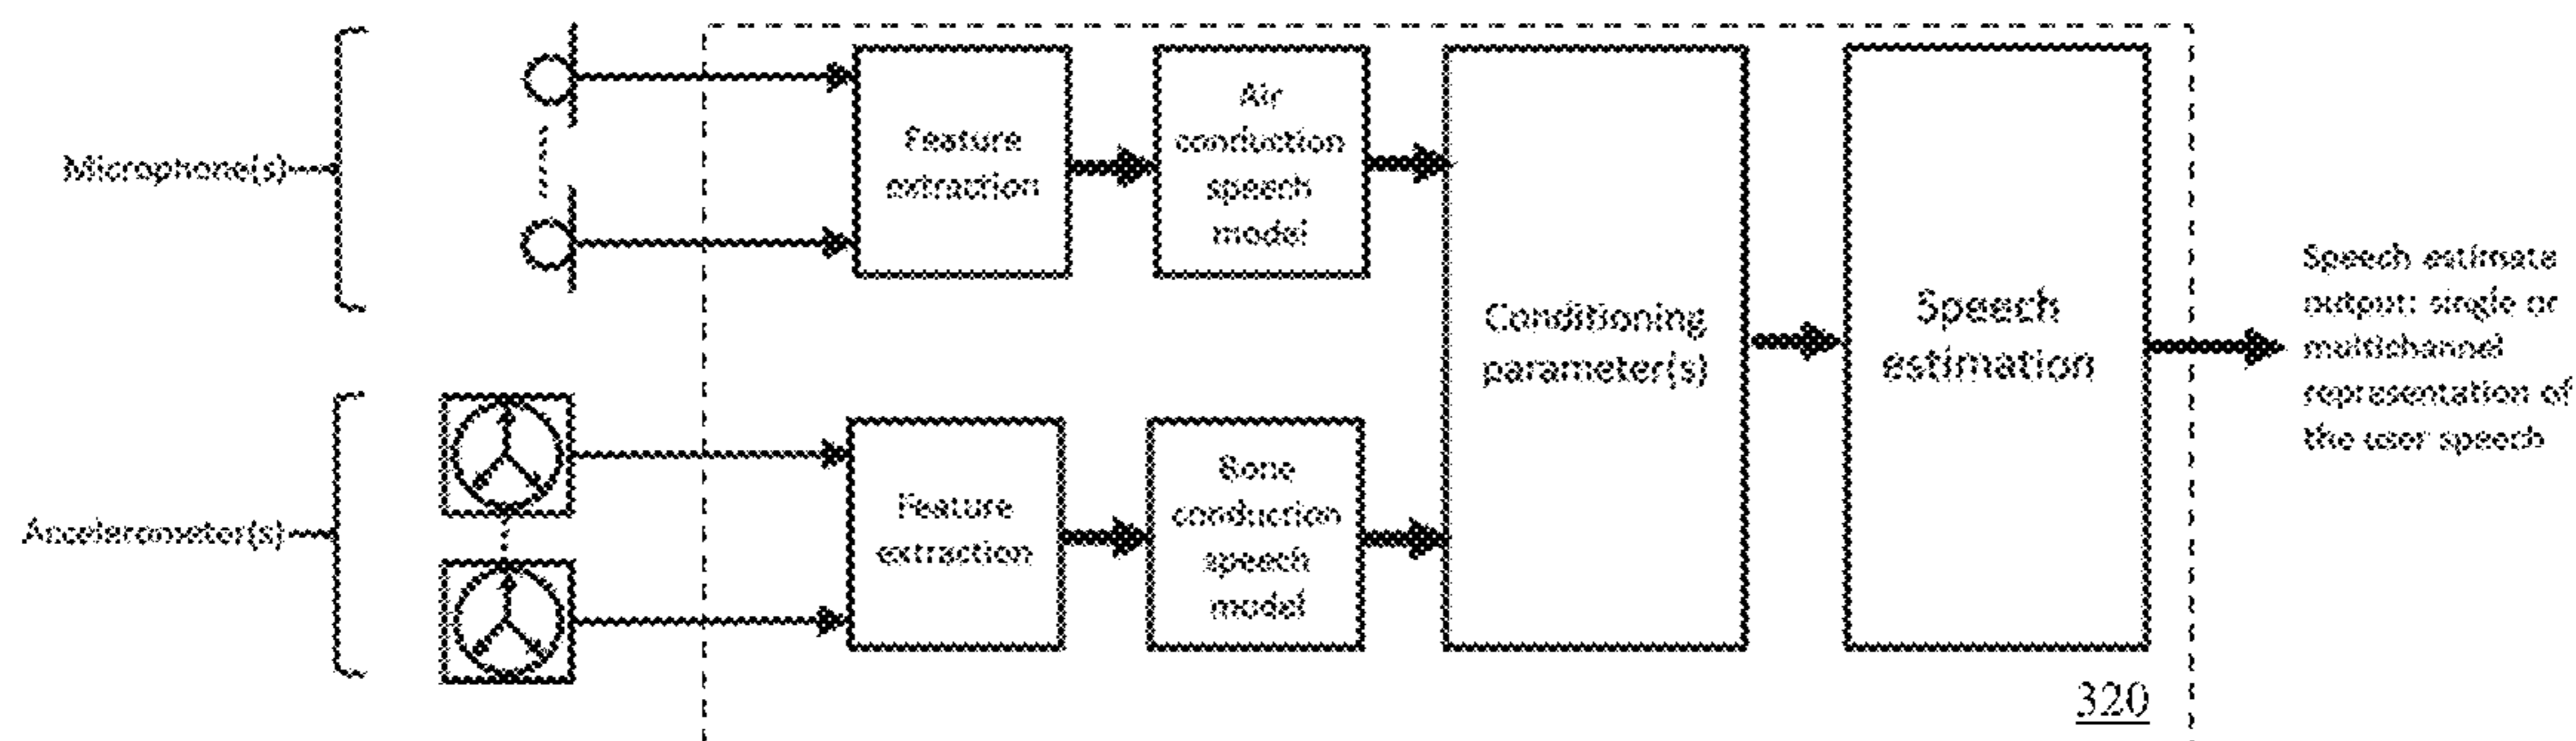 Microphone(s)
Feature
extraction
Air
conduction
speech
model
Accelerometer(s)
Feature
extraction
Bone
conduction
speech
model
Conditioning
parameter(s)
Speech
estimation
Speech estimate
output: single or
multichannel
representation of
the user speech
320